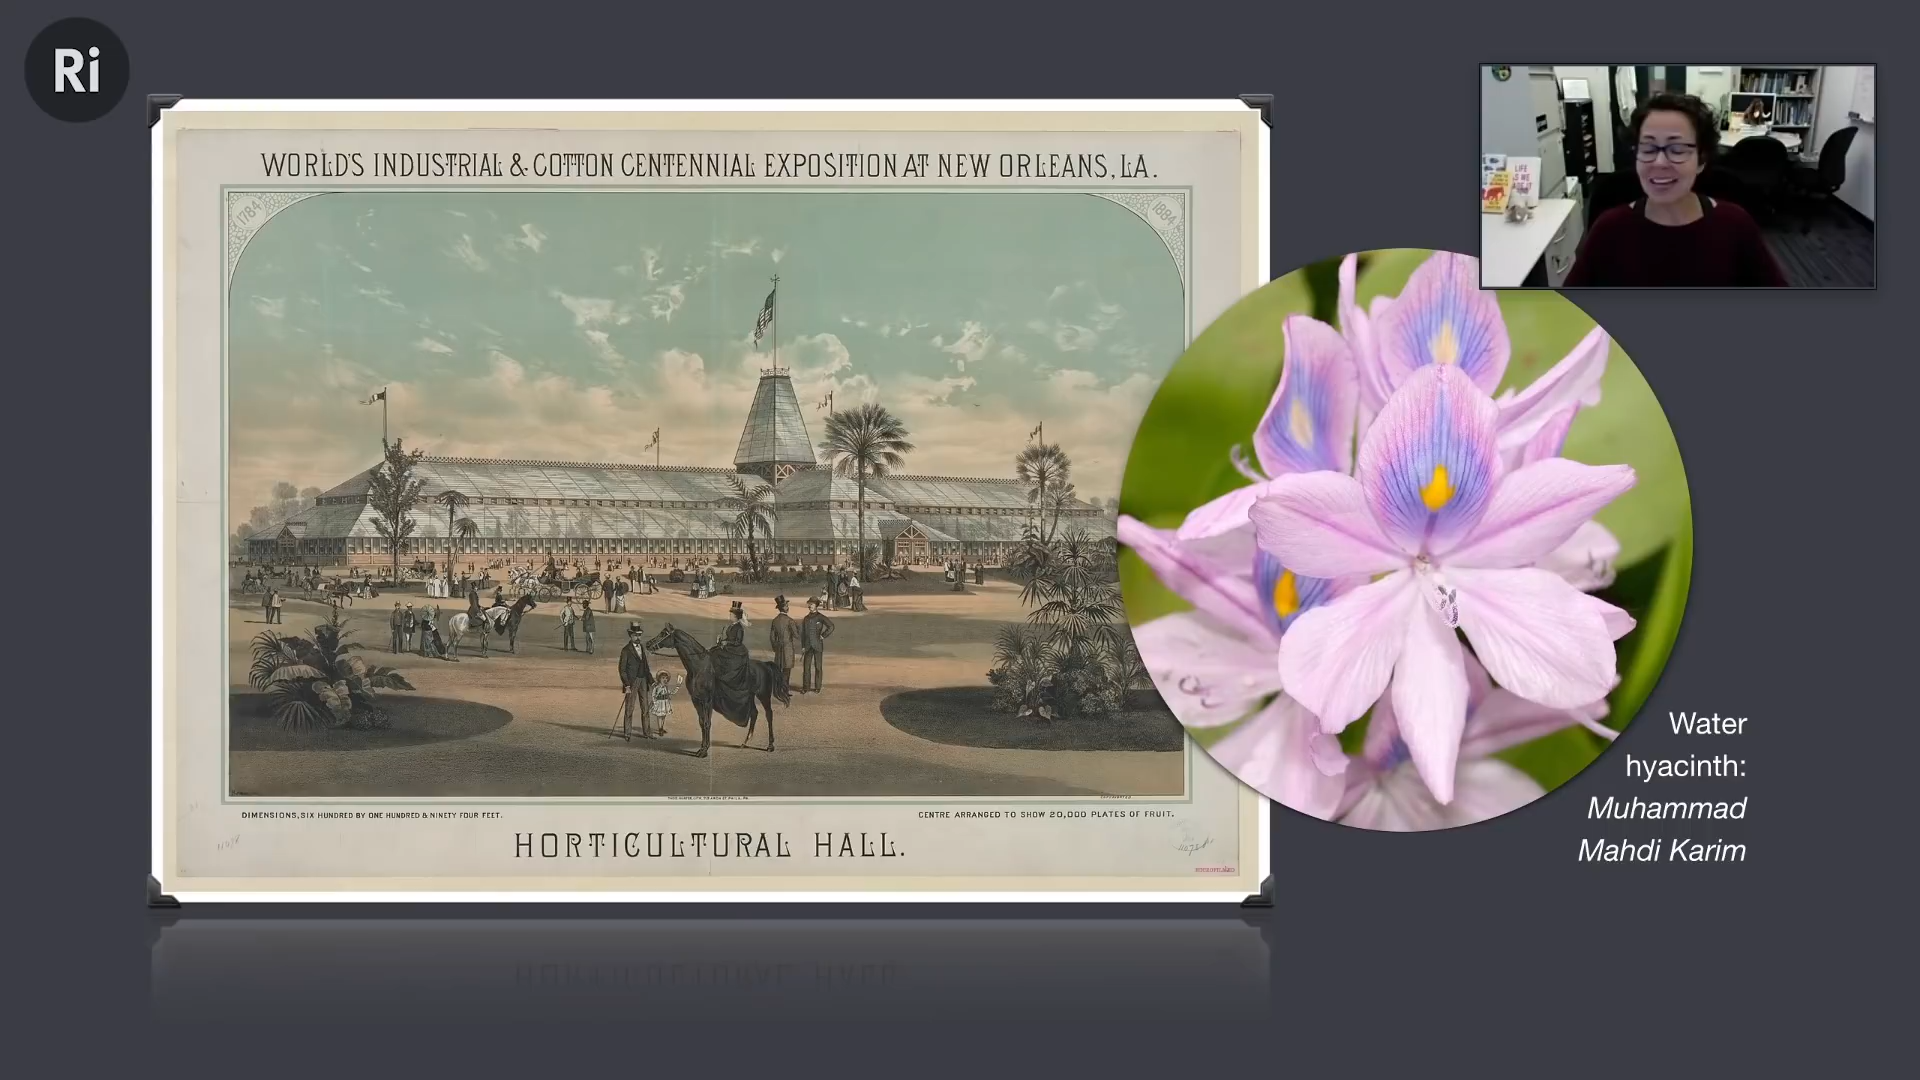 Ri
WORLD'S INDUSTRIAL & COTTON CENTENNIAL EXPOSITION AT NEW ORLEANS, LA.
1784
1884
DIMENSIONS, SIX HUNDRED BY ONE HUNDRED & NINETY FOUR FEET.
CENTRE ARRANGED TO SHOW 20,000 PLATES OF FRUIT.
HORTICULTURAL HALL.
LIFE
Water
hyacinth:
Muhammad
Mahdi Karim